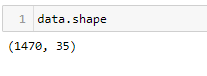 1 data.shape
(1470, 35)